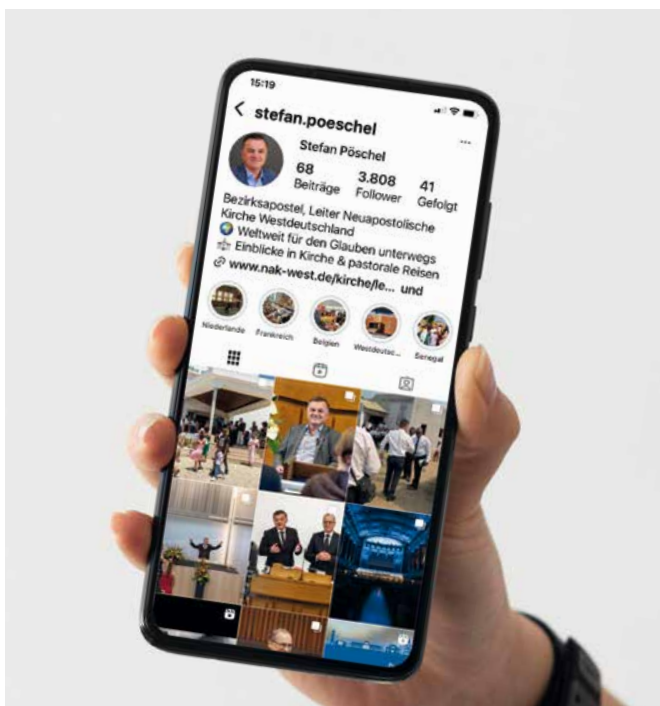 15:19
stefan.poeschel
Stefan Pöschel
68 3.808 41
Beiträge Follower Gefolgt
Bezirksapostel, Leiter Neuapostolische
Kirche Westdeutschland
🌍 Weltweit für den Glauben unterwegs
⛪ Einblicke in Kirche & pastorale Reisen
www.nak-west.de/kirche/le... und
Niederlande Frankreich Belgien Westdeutsc... Senegal